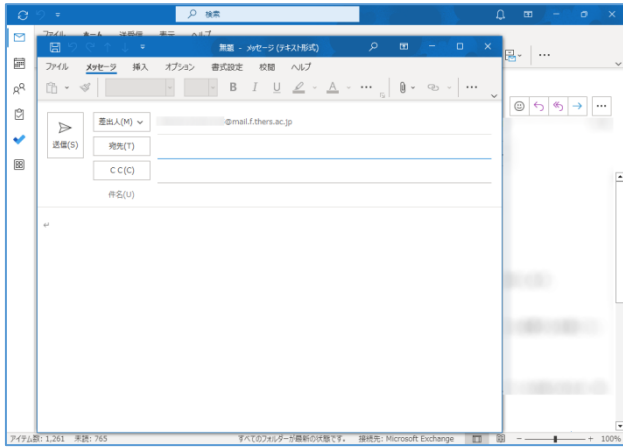 検索
ファイル ホーム 送受信 表示 ヘルプ
無題 - メッセージ (テキスト形式)
ファイル メッセージ 挿入 オプション 書式設定 校閲 ヘルプ
B I U A
送信(S)
差出人(M)
@mail.f.thers.ac.jp
宛先(T)
C C(C)
件名(U)
アイテム数: 1,261 未読: 765 すべてのフォルダーが最新の状態です。 接続先: Microsoft Exchange 100%